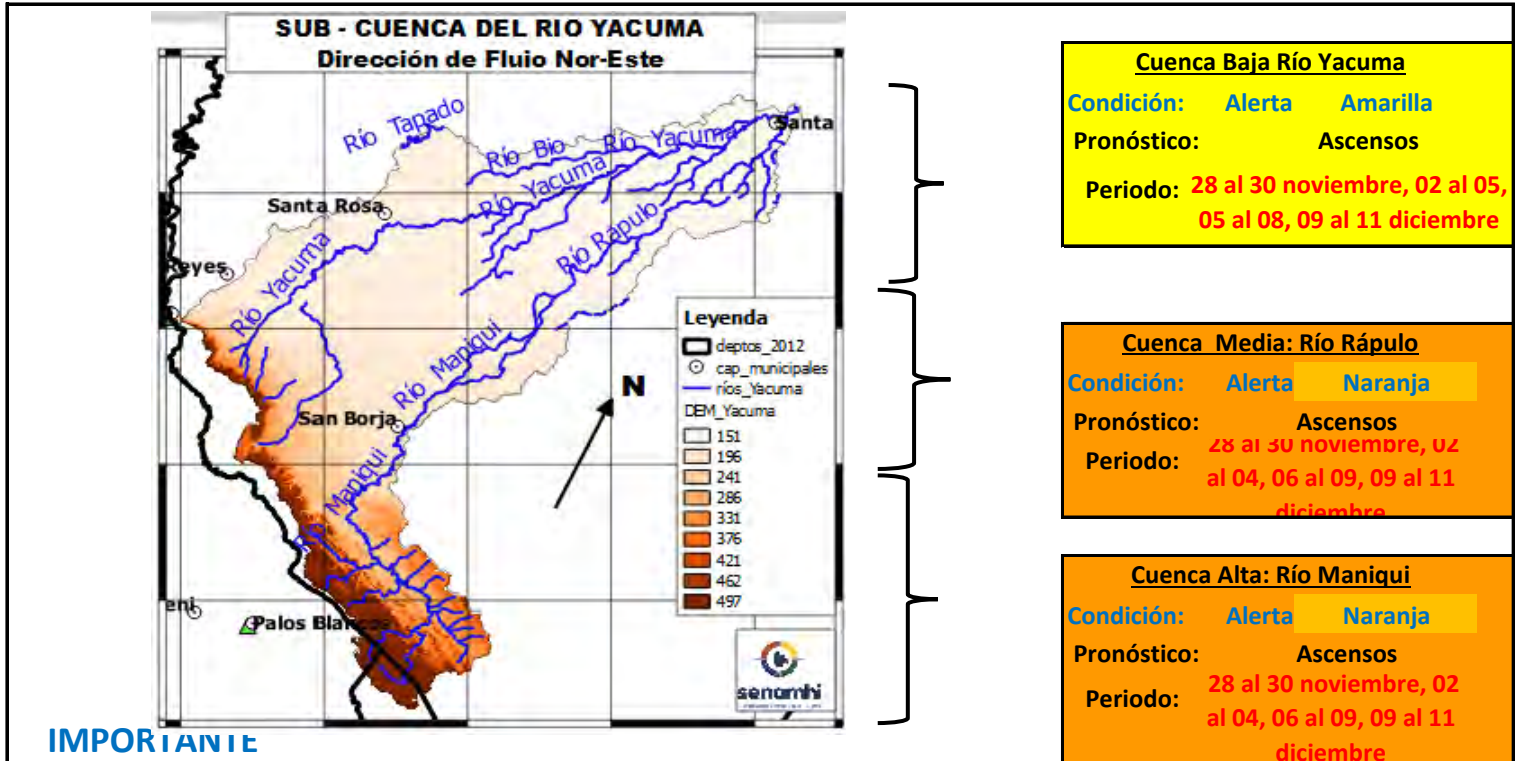 SUB - CUENCA DEL RIO YACUMA
Dirección de Flujo Nor-Este
Río Tapado
Río Bio Río Yacuma
Santa
Río Yacuma
Santa Rosa
Río Rápulo
Reyes
Río Yacuma
Río Maniqui
San Borja
Río Maniqui
eni
Palos Blancos
N
Leyenda
deptos_2012
cap_municipales
ríos_Yacuma
DEM_Yacuma
151
196
241
286
331
376
421
462
497
senamhi
IMPORTANTE
Cuenca Baja Río Yacuma
Condición: Alerta Amarilla
Pronóstico: Ascensos
Periodo: 28 al 30 noviembre, 02 al 05,
05 al 08, 09 al 11 diciembre
Cuenca Media: Río Rápulo
Condición: Alerta Naranja
Pronóstico: Ascensos
Periodo: 28 al 30 noviembre, 02
al 04, 06 al 09, 09 al 11
diciembre
Cuenca Alta: Río Maniqui
Condición: Alerta Naranja
Pronóstico: Ascensos
Periodo: 28 al 30 noviembre, 02
al 04, 06 al 09, 09 al 11
diciembre